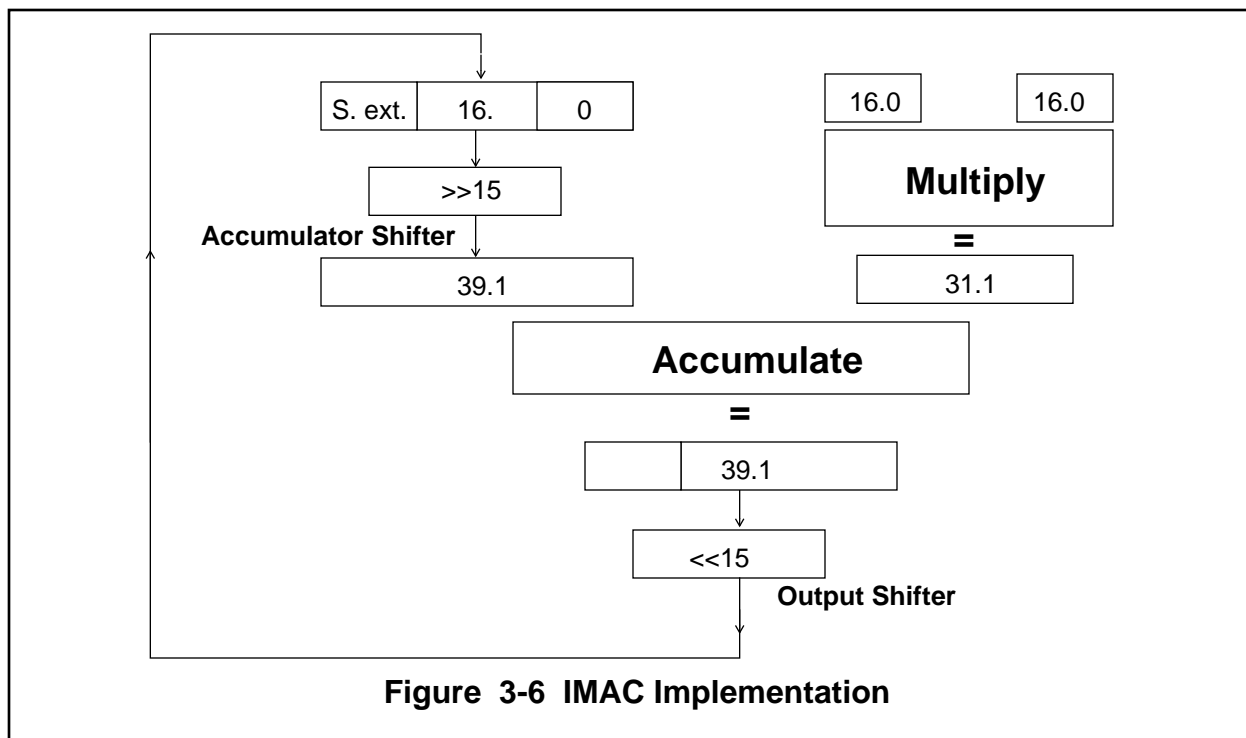 S. ext. 16. 0
16.0 16.0
>>15
Multiply
Accumulator Shifter
=
39.1
31.1
Accumulate
=
39.1
<<15
Output Shifter
Figure 3-6 IMAC Implementation